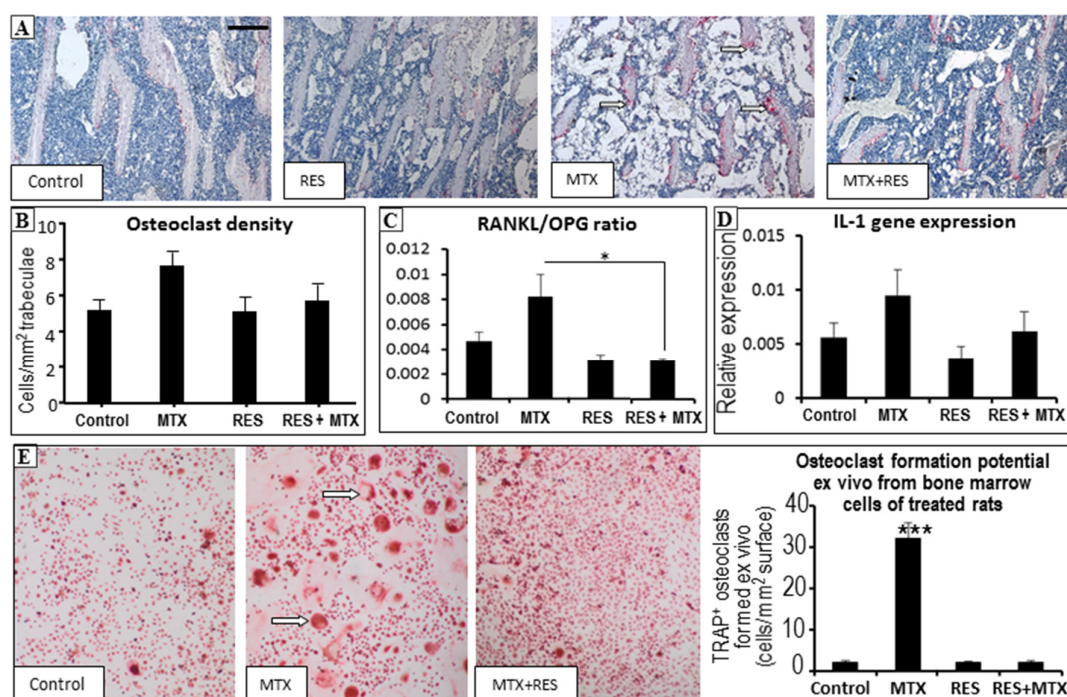 A
Control
RES
MTX
MTX+RES
B
Osteoclast density
Cells/mm² trabeculae
10
8
6
4
2
0
Control MTX RES RES + MTX
C
RANKL/OPG ratio
0.012
0.01
0.008
0.006
0.004
0.002
0
*
Control MTX RES RES + MTX
D
IL-1 gene expression
Relative expression
0.015
0.01
0.005
0
Control MTX RES RES + MTX
E
Control
MTX
MTX+RES
Osteoclast formation potential
ex vivo from bone marrow
cells of treated rats
TRAP⁺ osteoclasts
formed ex vivo
(cells/mm² surface)
40
30
20
10
0
***
Control MTX RES RES+MTX